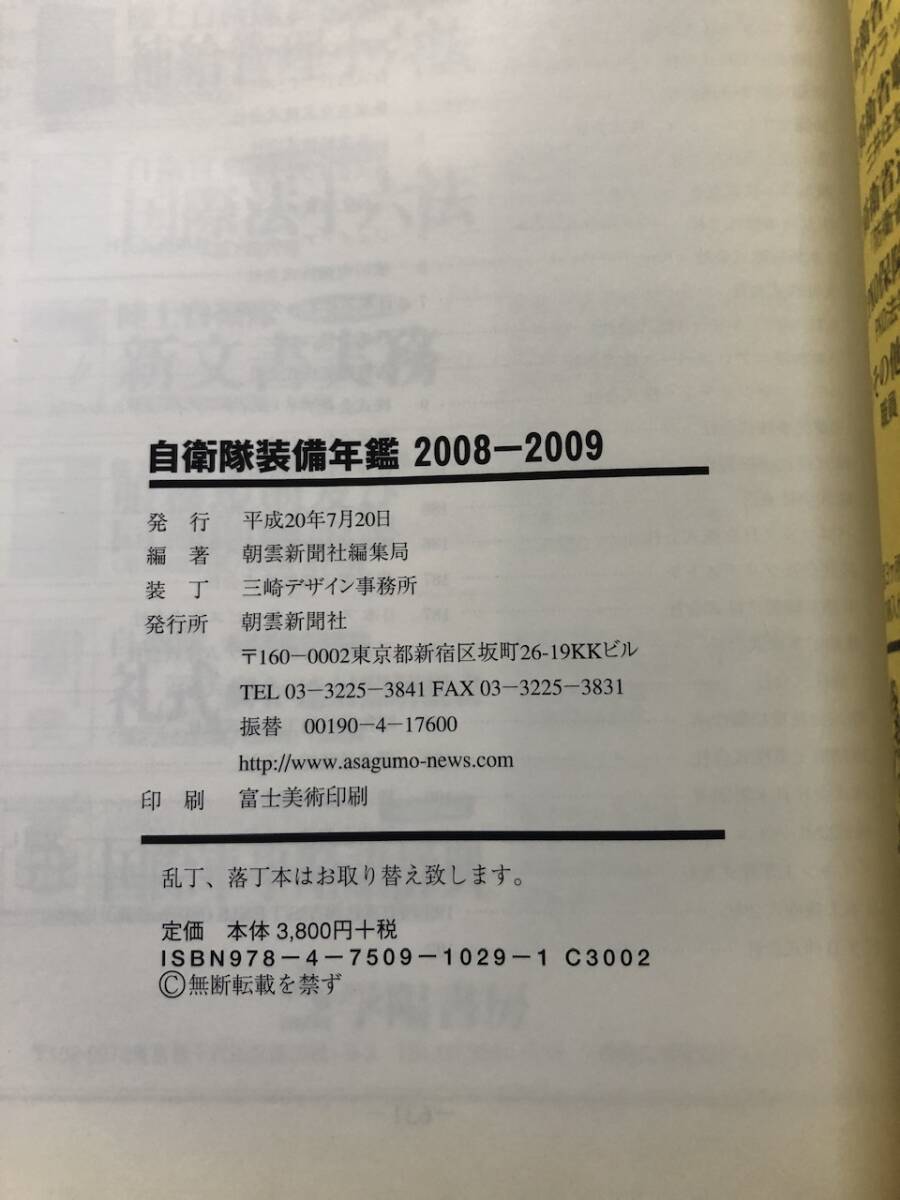 自衛隊装備年鑑 2008－2009
発 行 平成20年7月20日
編 著 朝雲新聞社編集局
装 丁 三崎デザイン事務所
発行所 朝雲新聞社
〒160－0002東京都新宿区坂町26-19KKビル
TEL 03－3225－3841 FAX 03－3225－3831
振替 00190－4－17600
http://www.asagumo-news.com
印 刷 富士美術印刷
乱丁、落丁本はお取り替え致します。
定価 本体 3,800円＋税
ISBN978－4－7509－1029－1 C3002
©無断転載を禁ず